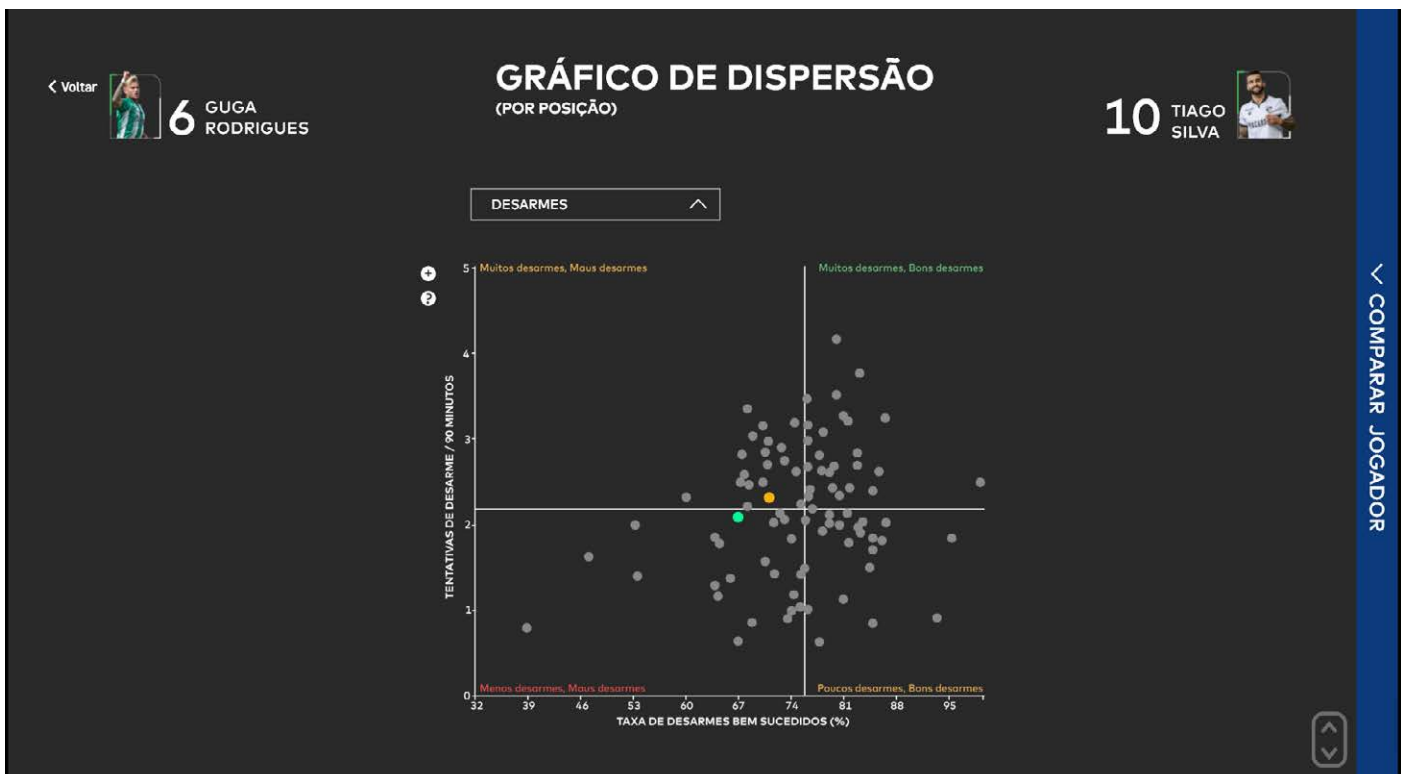 GRÁFICO DE DISPERSÃO
(POR POSIÇÃO)
Voltar
6 GUGA
RODRIGUES
10 TIAGO
SILVA
DESARMES
Muitos desarmes, Maus desarmes
Muitos desarmes, Bons desarmes
5
4
3
2
1
0
TENTATIVAS DE DESARME / 90 MINUTOS
Menos desarmes, Maus desarmes
Poucos desarmes, Bons desarmes
32 39 46 53 60 67 74 81 88 95
TAXA DE DESARMES BEM SUCEDIDOS (%)
COMPARAR JOGADOR
+
?